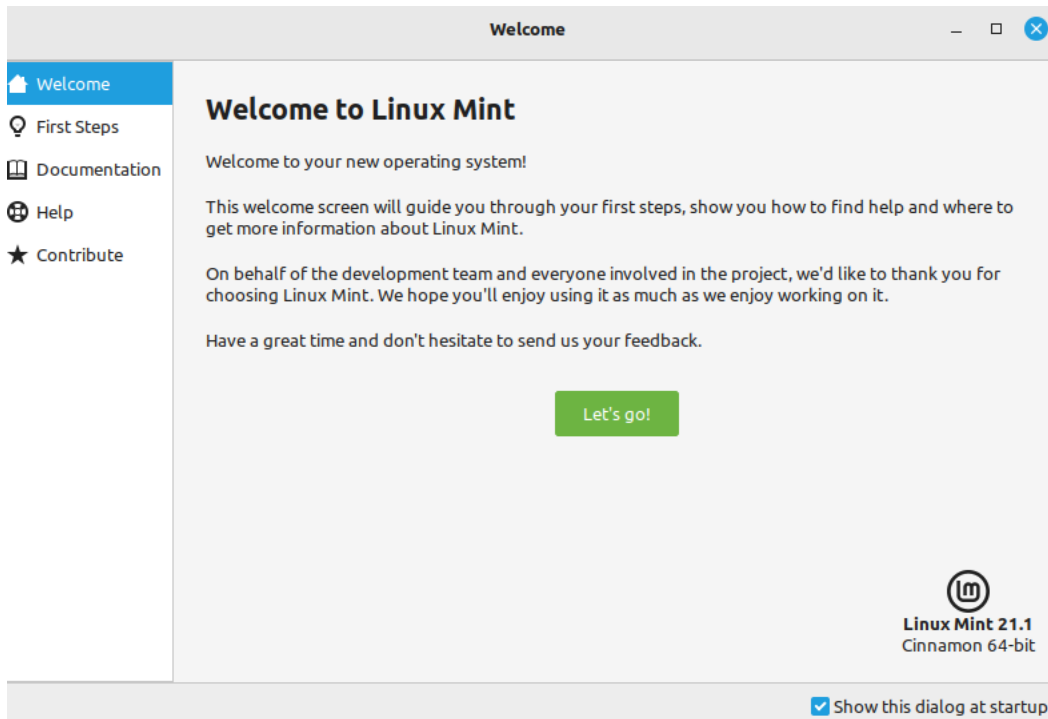 Welcome
Welcome
First Steps
Documentation
Help
Contribute
Welcome to Linux Mint
Welcome to your new operating system!
This welcome screen will guide you through your first steps, show you how to find help and where to
get more information about Linux Mint.
On behalf of the development team and everyone involved in the project, we'd like to thank you for
choosing Linux Mint. We hope you'll enjoy using it as much as we enjoy working on it.
Have a great time and don't hesitate to send us your feedback.
Let's go!
lm
Linux Mint 21.1
Cinnamon 64-bit
Show this dialog at startup